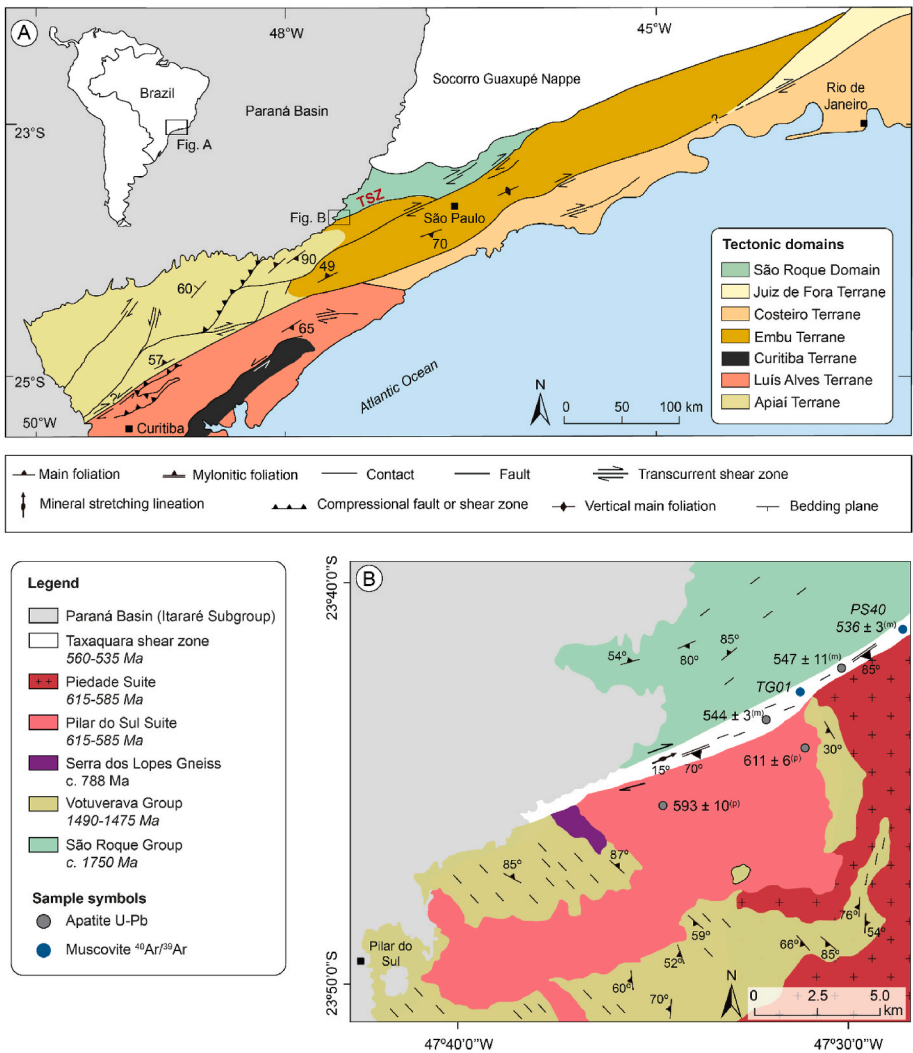 A
48°W
45°W
Socorro Guaxupé Nappe
Brazil
Paraná Basin
Rio de
Janeiro
23°S
Fig. A
?
TSZ
Fig. B
São Paulo
70
90
49
60
65
57
25°S
Atlantic Ocean
N
0 50 100 km
50°W
Curitiba
Tectonic domains
São Roque Domain
Juiz de Fora Terrane
Costeiro Terrane
Embu Terrane
Curitiba Terrane
Luís Alves Terrane
Apiaí Terrane
Main foliation
Mylonitic foliation
Contact
Fault
Transcurrent shear zone
Mineral stretching lineation
Compressional fault or shear zone
Vertical main foliation
Bedding plane
Legend
Paraná Basin (Itararé Subgroup)
Taxaquara shear zone
560-535 Ma
Piedade Suite
615-585 Ma
Pilar do Sul Suite
615-585 Ma
Serra dos Lopes Gneiss
c. 788 Ma
Votuverava Group
1490-1475 Ma
São Roque Group
c. 1750 Ma
Sample symbols
Apatite U-Pb
Muscovite ⁴⁰Ar/³⁹Ar
B
23°40'0"S
PS40
536 ± 3(m)
54°
80°
85°
547 ± 11(m)
85°
TG01
544 ± 3(m)
611 ± 6(p)
30°
15°
70°
593 ± 10(p)
85°
87°
76°
54°
59°
66°
85°
52°
60°
70°
Pilar do
Sul
23°50'0"S
N
0 2.5 5.0
km
47°40'0"W
47°30'0"W